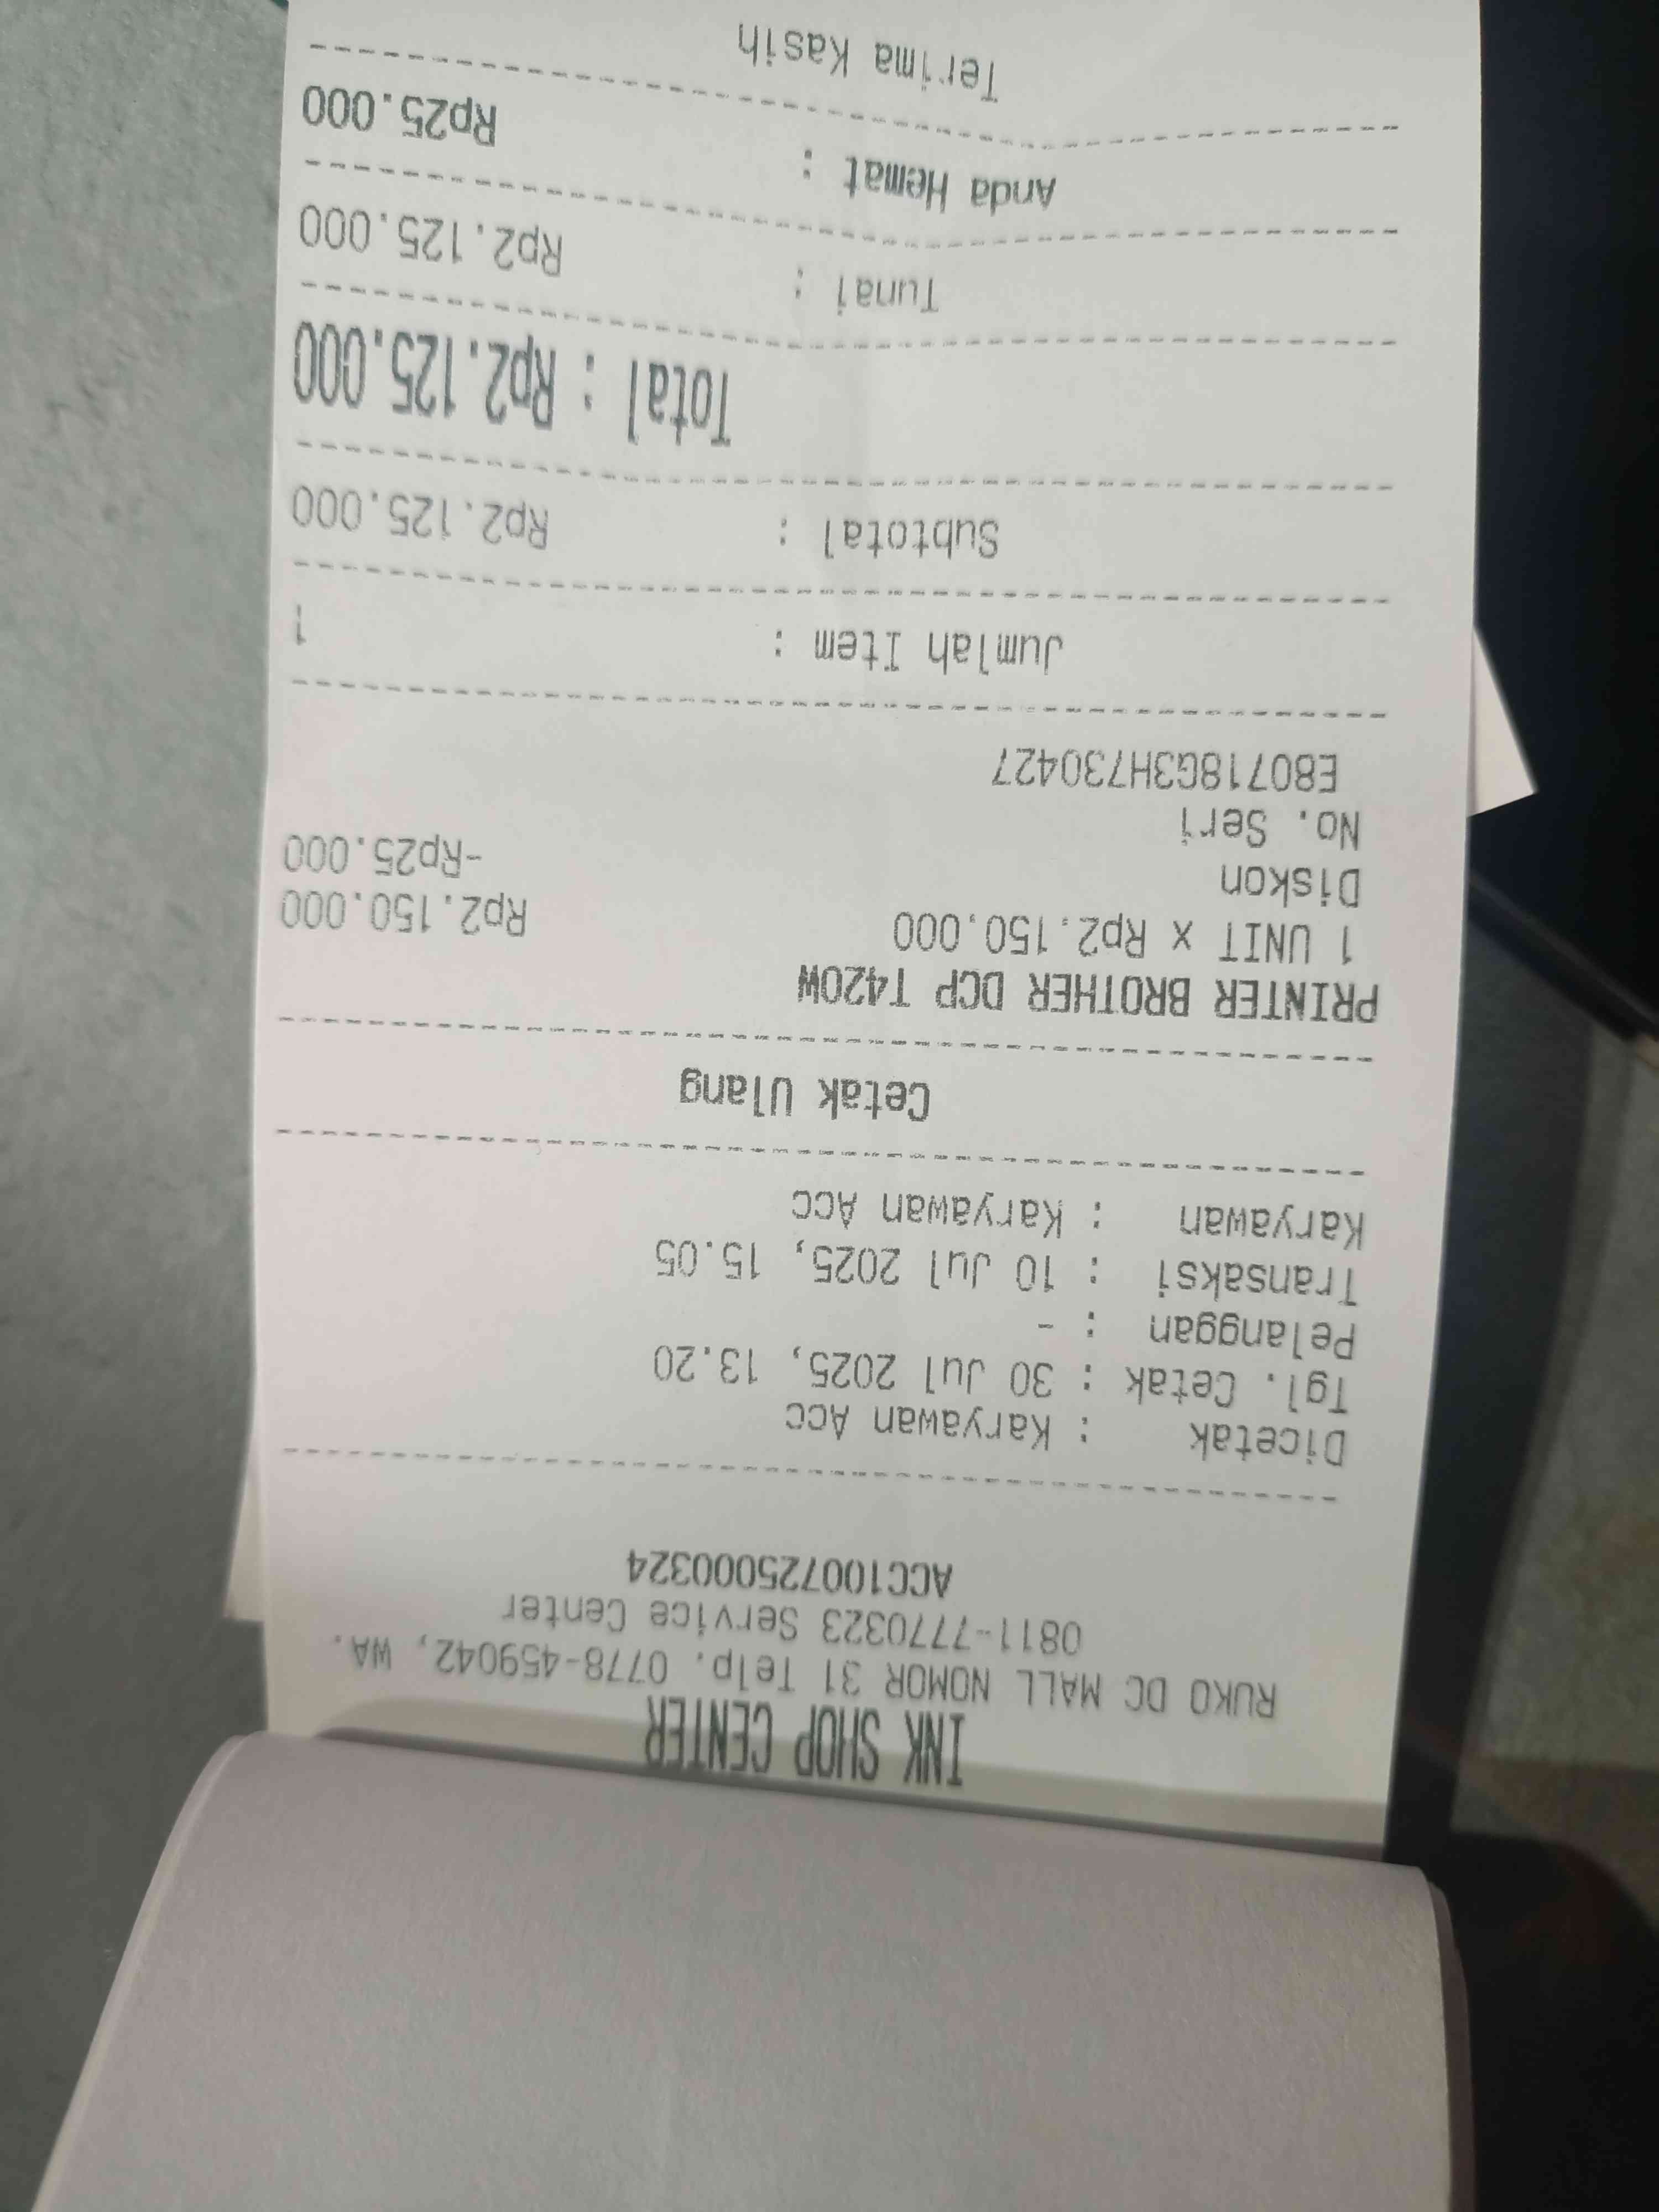 INK SHOP CENTER
RUKO DC MALL NOMOR 31 Telp. 0778-459042, WA.
0811-7770323 Service Center
ACC100725000324
Dicetak : Karyawan Acc
Tgl. Cetak : 30 Jul 2025, 13.20
Pelanggan : -
Transaksi : 10 Jul 2025, 15.05
Karyawan : Karyawan Acc
Cetak Ulang
PRINTER BROTHER DCP T420W
1 UNIT x Rp2.150.000 Rp2.150.000
Diskon -Rp25.000
No. Seri
E80718G3H730427
Jumlah Item : 1
Subtotal : Rp2.125.000
Total : Rp2.125.000
Tunai : Rp2.125.000
Anda Hemat : Rp25.000
Terima Kasih